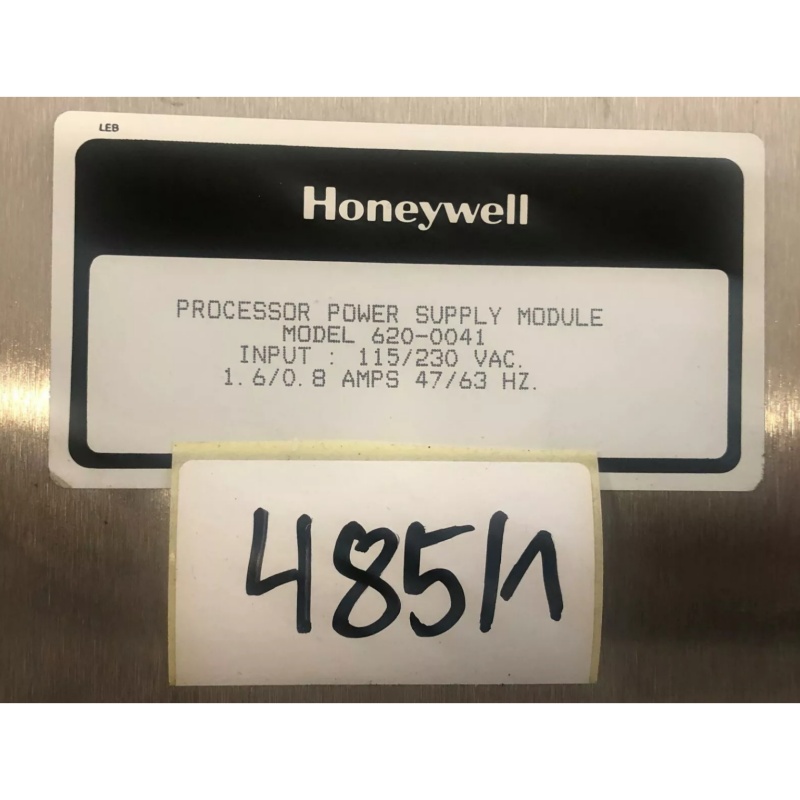 LEB
Honeywell
PROCESSOR POWER SUPPLY MODULE
MODEL 620-0041
INPUT : 115/230 VAC.
1.6/0.8 AMPS 47/63 HZ.
485/1